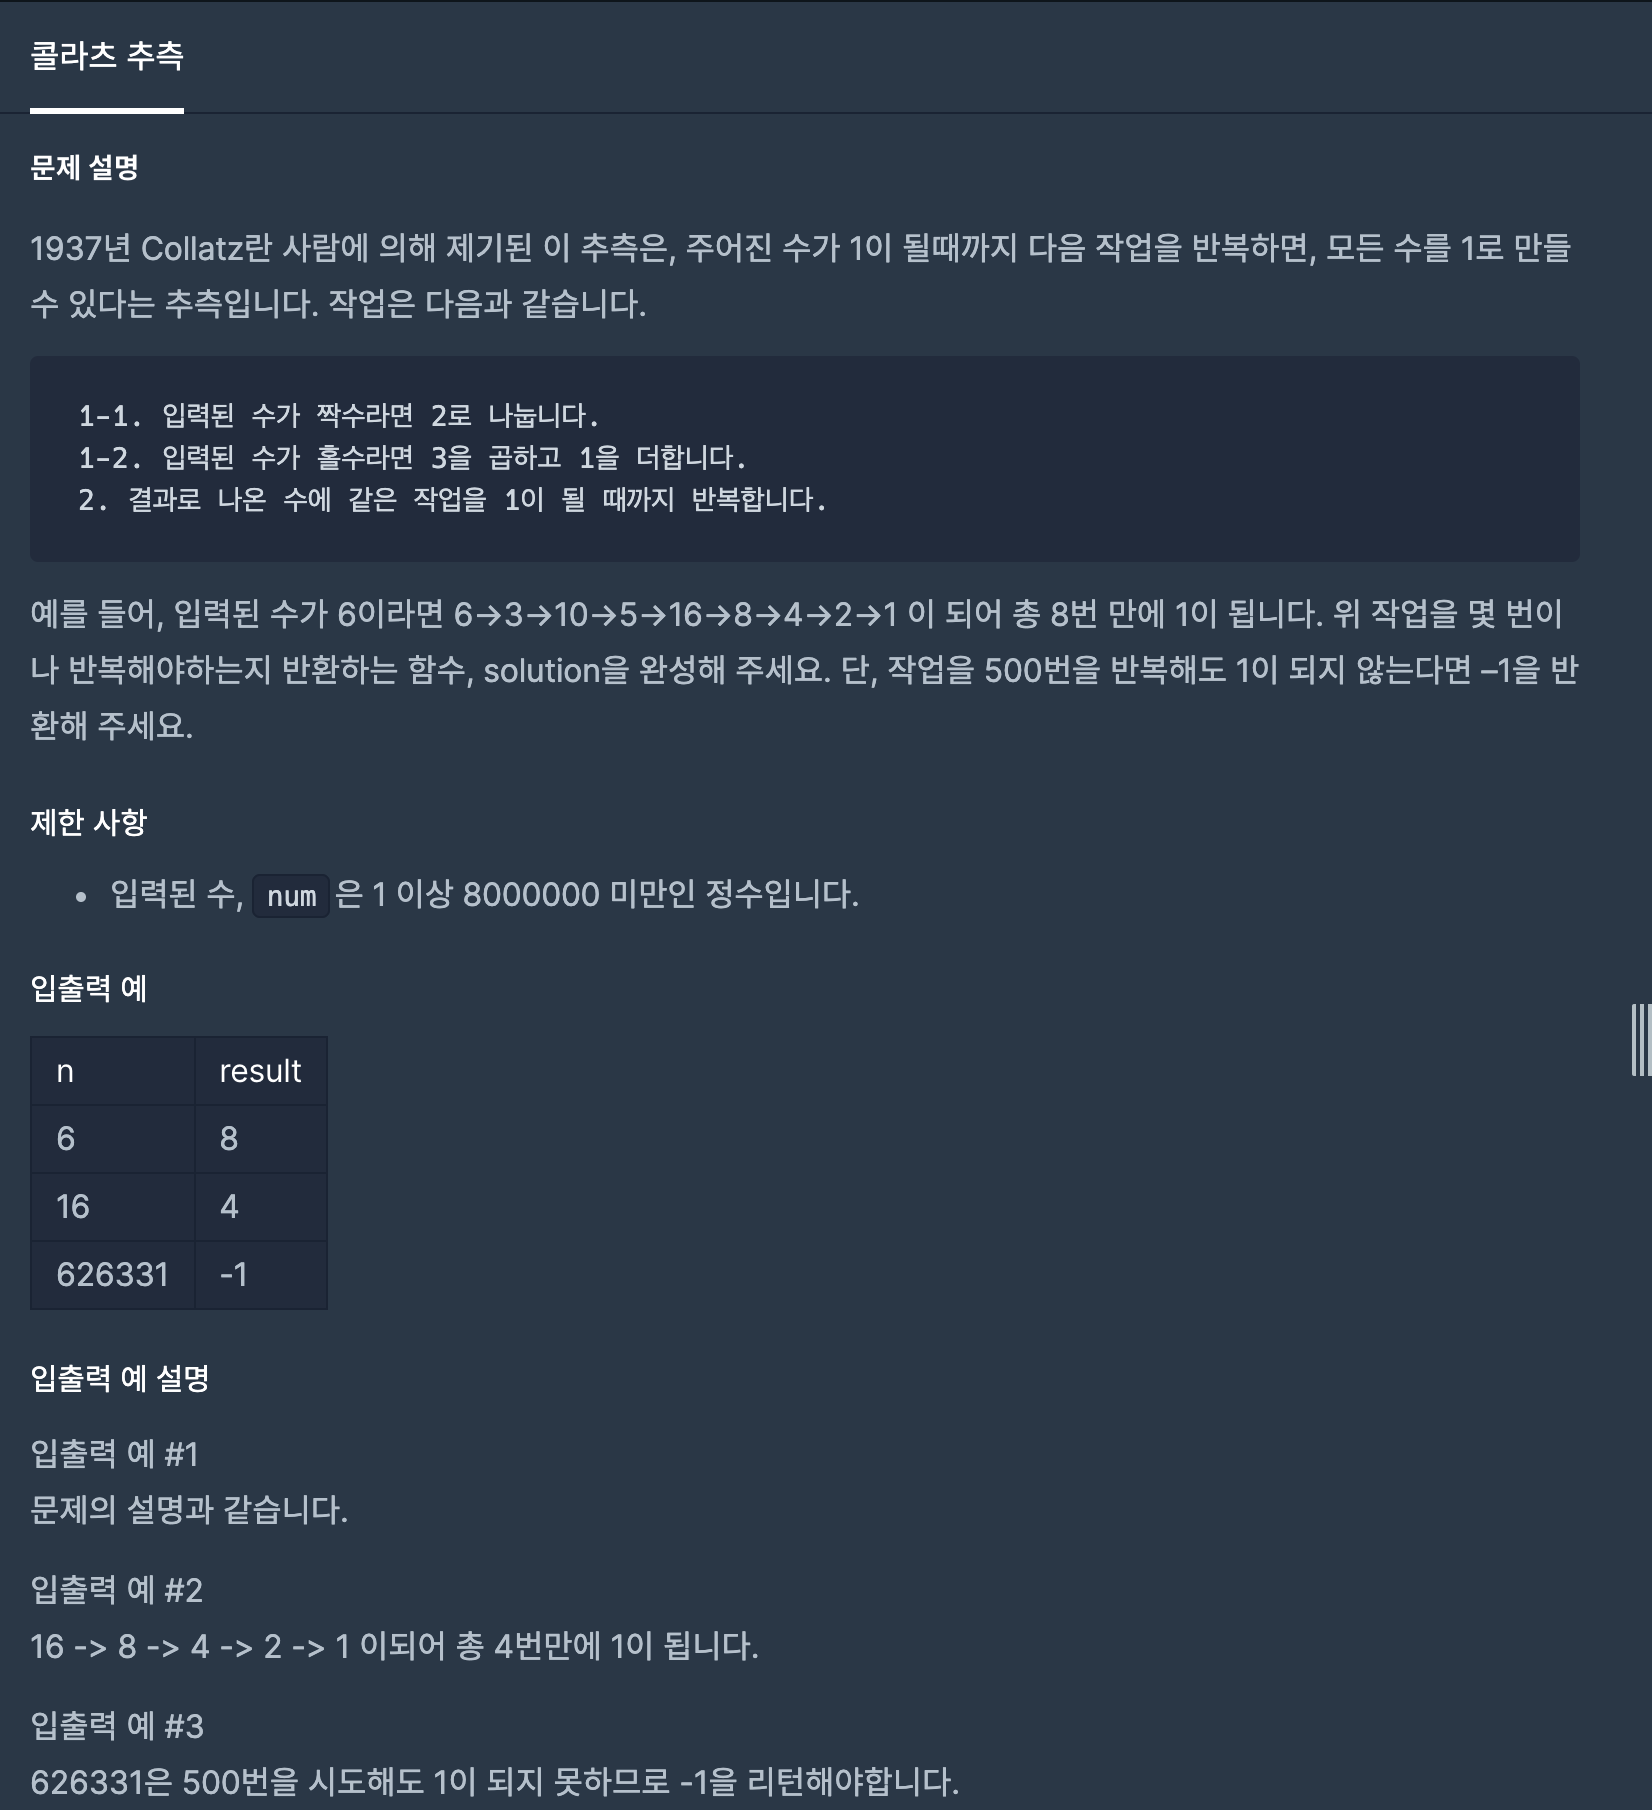 콜라츠 추측
문제 설명
1937년 Collatz란 사람에 의해 제기된 이 추측은, 주어진 수가 1이 될때까지 다음 작업을 반복하면, 모든 수를 1로 만들
수 있다는 추측입니다. 작업은 다음과 같습니다.
1-1. 입력된 수가 짝수라면 2로 나눕니다.
1-2. 입력된 수가 홀수라면 3을 곱하고 1을 더합니다.
2. 결과로 나온 수에 같은 작업을 1이 될 때까지 반복합니다.
예를 들어, 입력된 수가 6이라면 6→3→10→5→16→8→4→2→1 이 되어 총 8번 만에 1이 됩니다. 위 작업을 몇 번이
나 반복해야하는지 반환하는 함수, solution을 완성해 주세요. 단, 작업을 500번을 반복해도 1이 되지 않는다면 –1을 반
환해 주세요.
제한 사항
• 입력된 수, num 은 1 이상 8000000 미만인 정수입니다.
입출력 예
n result
6 8
16 4
626331 -1
입출력 예 설명
입출력 예 #1
문제의 설명과 같습니다.
입출력 예 #2
16 -> 8 -> 4 -> 2 -> 1 이되어 총 4번만에 1이 됩니다.
입출력 예 #3
626331은 500번을 시도해도 1이 되지 못하므로 -1을 리턴해야합니다.